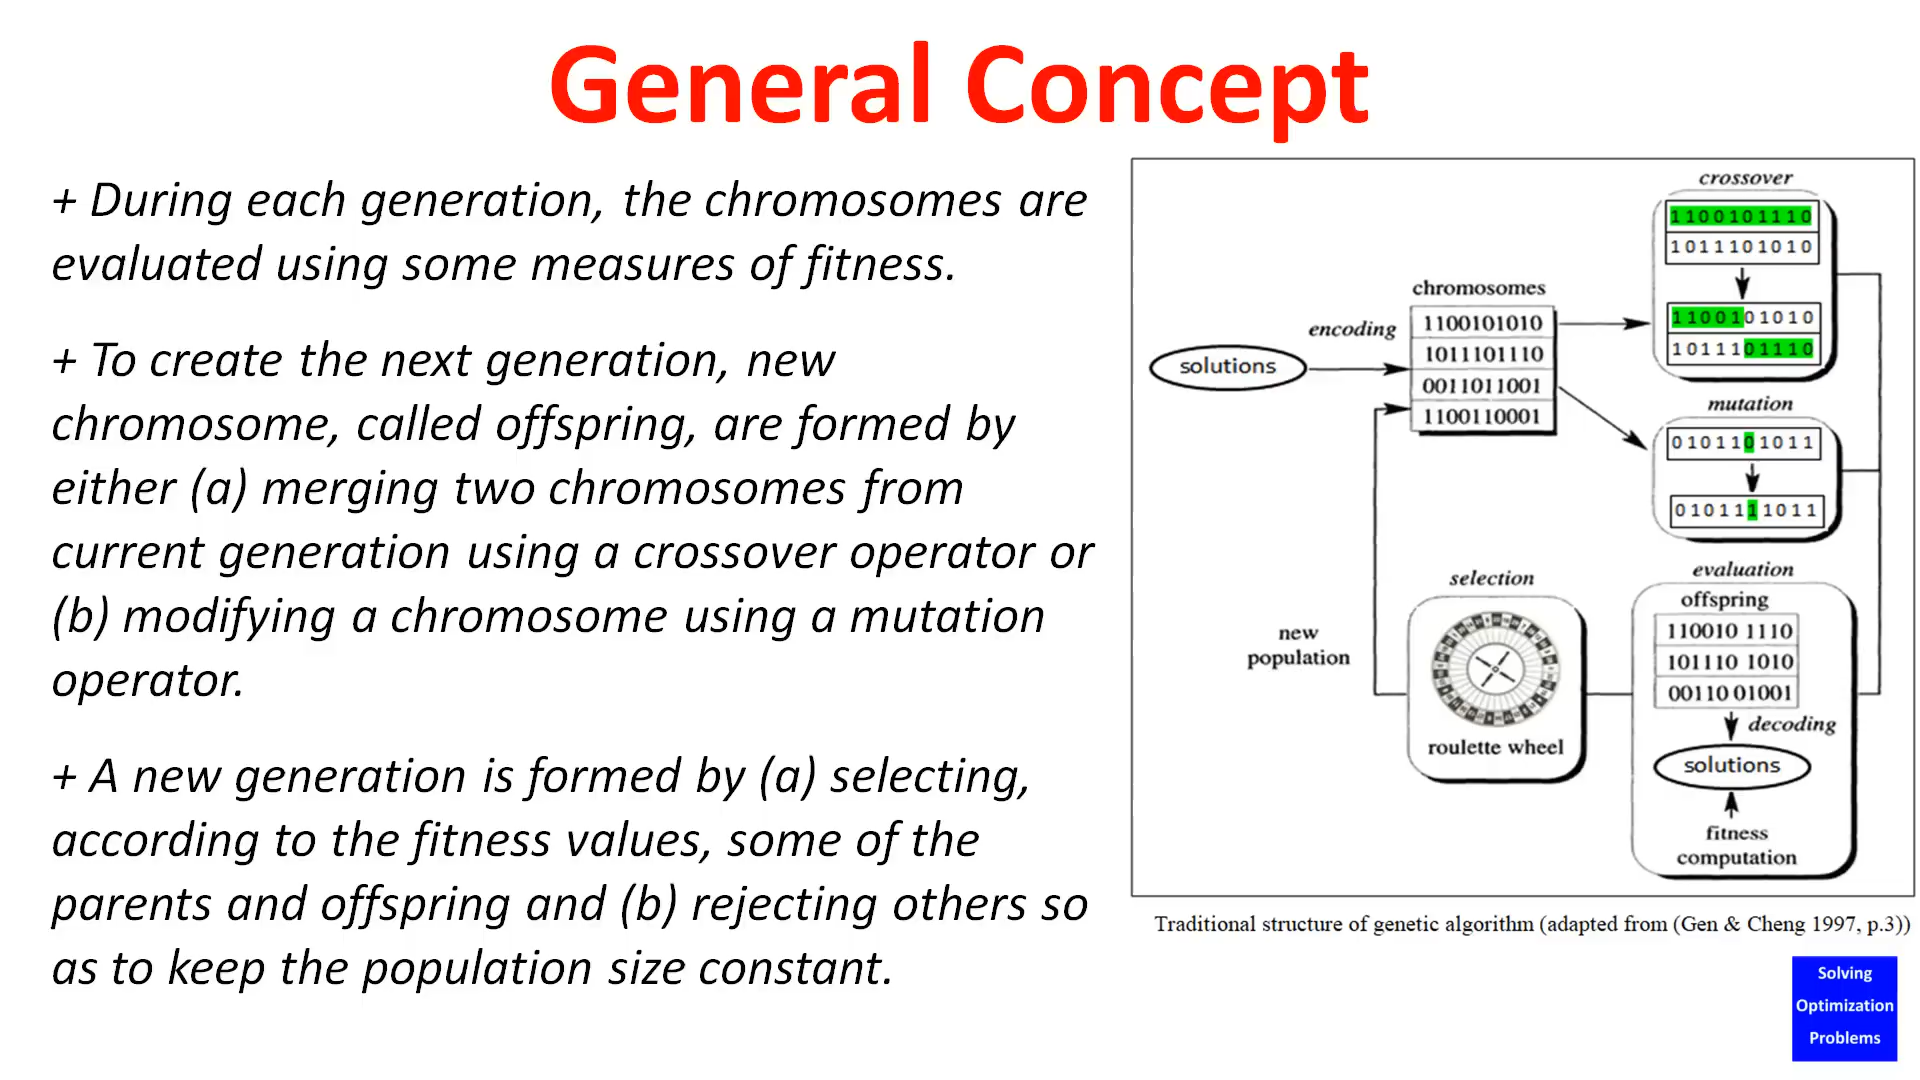 General Concept
+ During each generation, the chromosomes are
evaluated using some measures of fitness.
+ To create the next generation, new
chromosome, called offspring, are formed by
either (a) merging two chromosomes from
current generation using a crossover operator or
(b) modifying a chromosome using a mutation
operator.
+ A new generation is formed by (a) selecting,
according to the fitness values, some of the
parents and offspring and (b) rejecting others so
as to keep the population size constant.
crossover
1100101110
1011101010
1100101010
1011101110
chromosomes
1100101010
1011101110
0011011001
1100110001
encoding
solutions
mutation
0101101011
0101111011
evaluation
offspring
110010 1110
101110 1010
00110 01001
decoding
solutions
fitness
computation
selection
roulette wheel
new
population
Traditional structure of genetic algorithm (adapted from (Gen & Cheng 1997, p.3))
Solving
Optimization
Problems